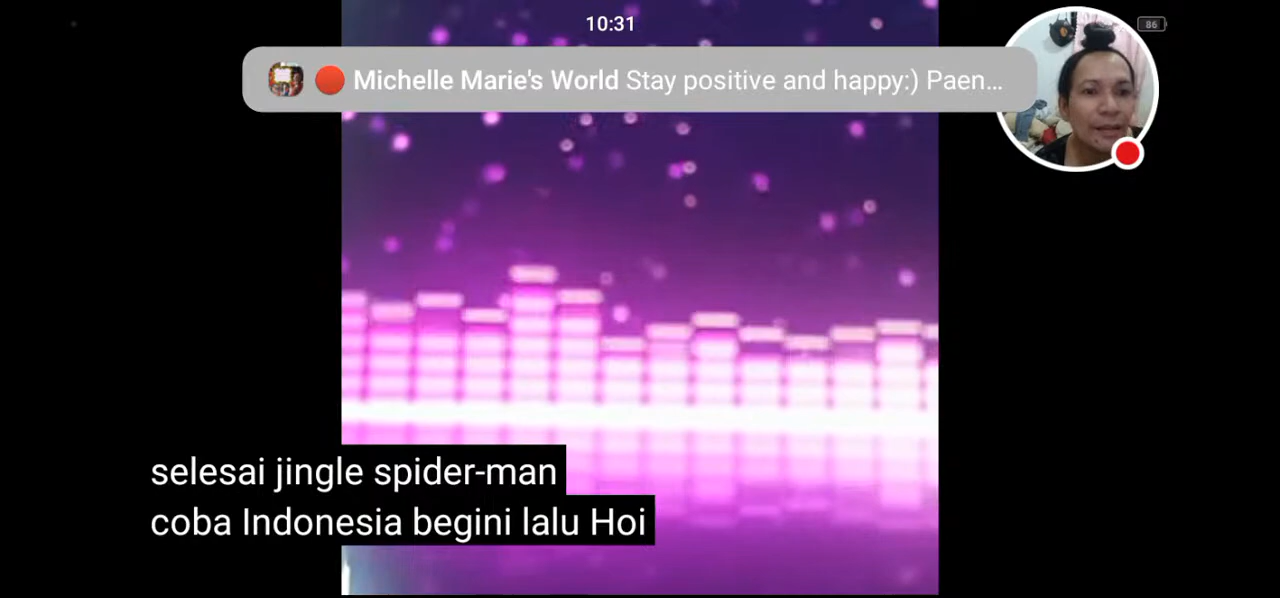 10:31
86
Michelle Marie's World Stay positive and happy:) Paen...
selesai jingle spider-man
coba Indonesia begini lalu Hoi